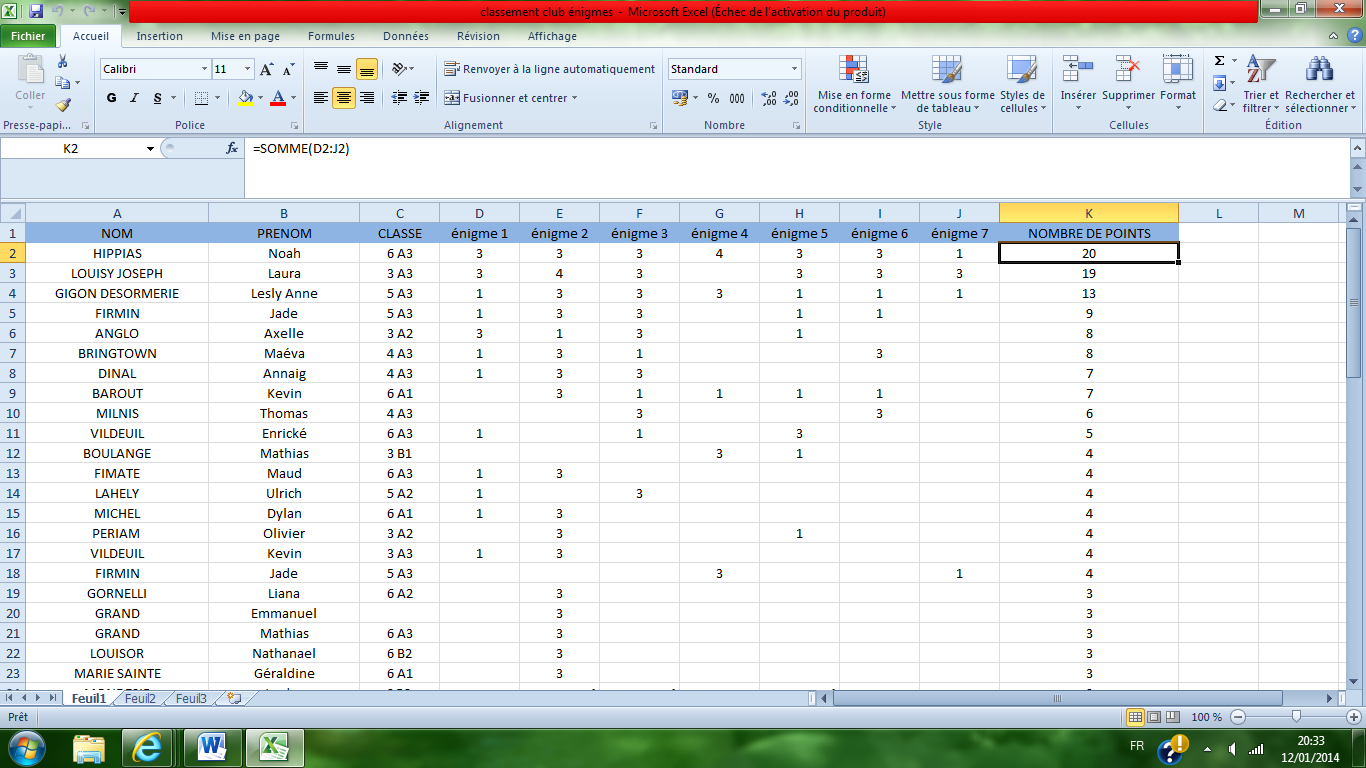 classement club énigmes - Microsoft Excel (Échec de l'activation du produit)
Fichier Accueil Insertion Mise en page Formules Données Révision Affichage
Coller
Presse-papi...
Calibri 11
G I S A
Police
Renvoyer à la ligne automatiquement
Fusionner et centrer
Alignement
Standard
% 000
Nombre
Mise en forme conditionnelle
Mettre sous forme de tableau
Styles de cellules
Style
Insérer Supprimer Format
Cellules
Trier et filtrer
Rechercher et sélectionner
Édition
K2 fx =SOMME(D2:J2)
A B C D E F G H I J K L M
1 NOM PRENOM CLASSE énigme 1 énigme 2 énigme 3 énigme 4 énigme 5 énigme 6 énigme 7 NOMBRE DE POINTS
2 HIPPIAS Noah 6 A3 3 3 3 4 3 3 1 20
3 LOUISY JOSEPH Laura 3 A3 3 4 3 3 3 3 19
4 GIGON DESORMERIE Lesly Anne 5 A3 1 3 3 3 1 1 1 13
5 FIRMIN Jade 5 A3 1 3 3 1 1 9
6 ANGLO Axelle 3 A2 3 1 3 1 8
7 BRINGTOWN Maéva 4 A3 1 3 1 3 8
8 DINAL Annaig 4 A3 1 3 3 7
9 BAROUT Kevin 6 A1 3 1 1 1 1 7
10 MILNIS Thomas 4 A3 3 3 6
11 VILDEUIL Enrické 6 A3 1 1 3 5
12 BOULANGE Mathias 3 B1 3 1 4
13 FIMATE Maud 6 A3 1 3 4
14 LAHELY Ulrich 5 A2 1 3 4
15 MICHEL Dylan 6 A1 1 3 4
16 PERIAM Olivier 3 A2 3 1 4
17 VILDEUIL Kevin 3 A3 1 3 4
18 FIRMIN Jade 5 A3 3 1 4
19 GORNELLI Liana 6 A2 3 3
20 GRAND Emmanuel 3 3
21 GRAND Mathias 6 A3 3 3
22 LOUISOR Nathanael 6 B2 3 3
23 MARIE SAINTE Géraldine 6 A1 3 3
Feuil1 Feuil2 Feuil3
Prêt 100 %
FR 20:33
12/01/2014